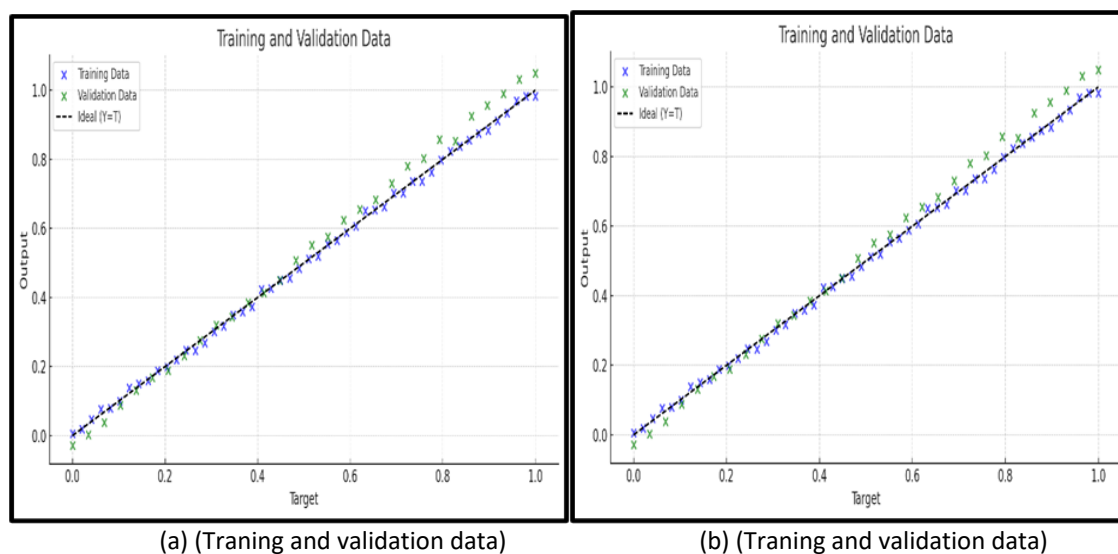 Training and Validation Data
Training Data
Validation Data
Ideal (Y=T)
Output
1.0
0.8
0.6
0.4
0.2
0.0
0.0 0.2 0.4 0.6 0.8 1.0
Target
(a) (Traning and validation data)
Training and Validation Data
Training Data
Validation Data
Ideal (Y=T)
Output
1.0
0.8
0.6
0.4
0.2
0.0
0.0 0.2 0.4 0.6 0.8 1.0
Target
(b) (Traning and validation data)